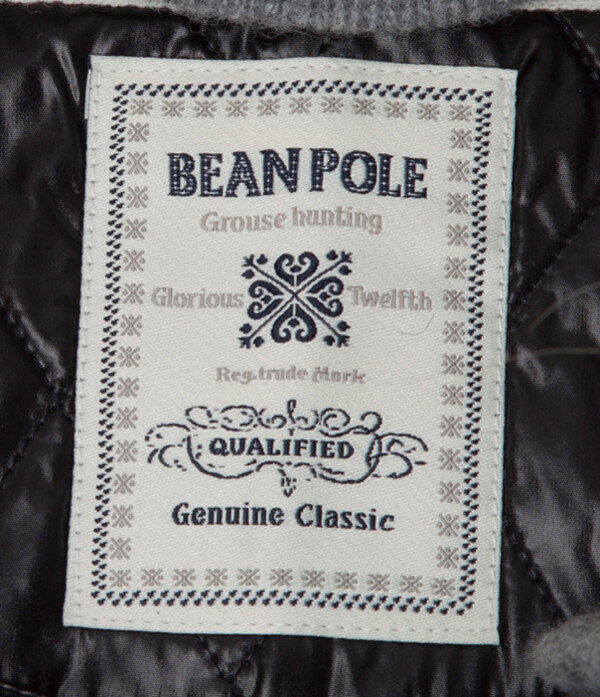 BEAN POLE
Grouse hunting
Glorious Twelfth
Reg.trade Mark
QUALIFIED
Genuine Classic